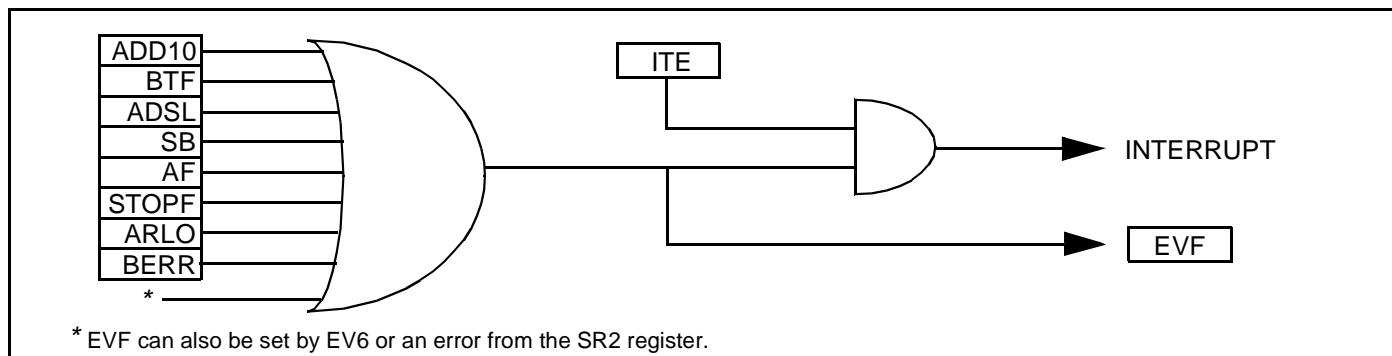 ADD10
BTF
ADSL
SB
AF
STOPF
ARLO
BERR
*
ITE
INTERRUPT
EVF
* EVF can also be set by EV6 or an error from the SR2 register.